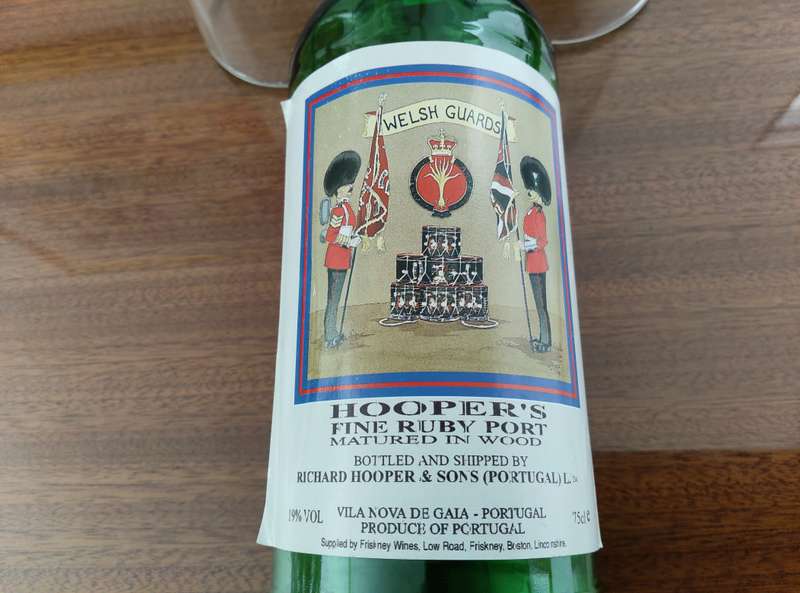 WELSH GUARDS
HOOPER'S
FINE RUBY PORT
MATURED IN WOOD
BOTTLED AND SHIPPED BY
RICHARD HOOPER & SONS (PORTUGAL) L. DA
19% VOL VILA NOVA DE GAIA - PORTUGAL 75cl e
PRODUCE OF PORTUGAL
Supplied by Friskney Wines, Low Road, Friskney, Boston, Lincolnshire.